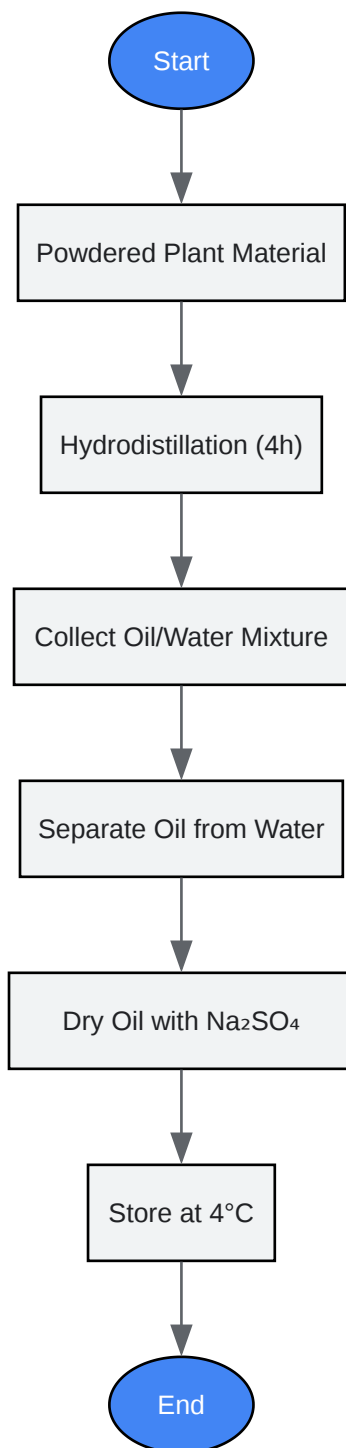 Start
Powdered Plant Material
Hydrodistillation (4h)
Collect Oil/Water Mixture
Separate Oil from Water
Dry Oil with Na₂SO₄
Store at 4°C
End